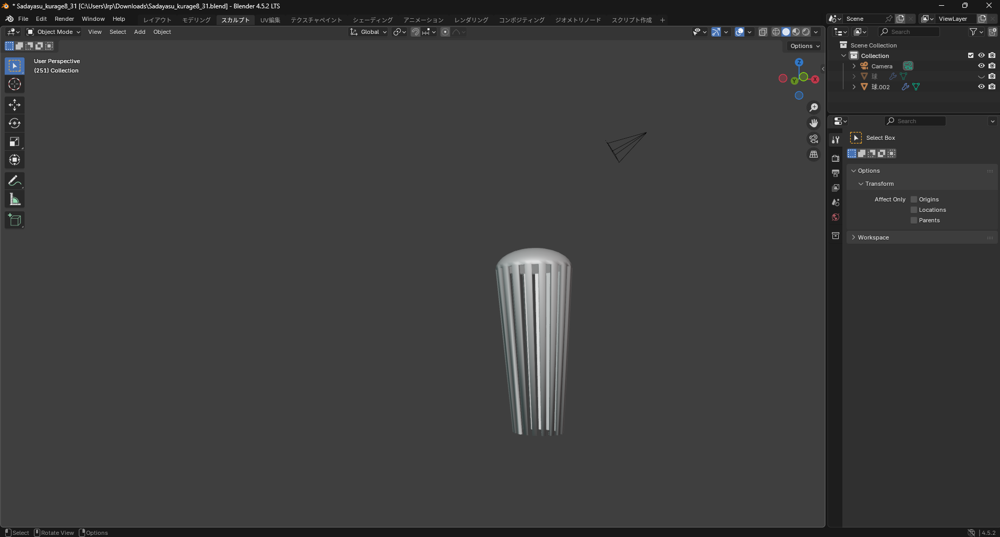 * Sadayasu_kurage8_31 [C:\Users\lrp\Downloads\Sadayasu_kurage8_31.blend] - Blender 4.5.2 LTS
File Edit Render Window Help レイアウト モデリング スカルプト UV編集 テクスチャペイント シェーディング アニメーション レンダリング コンポジティング ジオメトリノード スクリプト作成 + Scene ViewLayer
Object Mode View Select Add Object Global Search
Options
User Perspective
(251) Collection
Z
Y
X
Scene Collection
Collection
Camera
球
球.002
Search
Select Box
Options
Transform
Affect Only Origins
Locations
Parents
Workspace
Select Rotate View Options 4.5.2